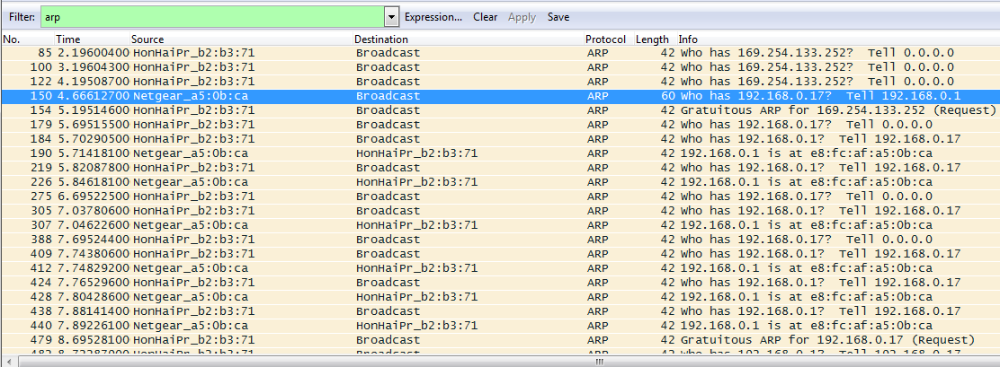 Filter: arp Expression... Clear Apply Save
No. Time Source Destination Protocol Length Info
85 2.19600400 HonHaiPr_b2:b3:71 Broadcast ARP 42 Who has 169.254.133.252? Tell 0.0.0.0
100 3.19604300 HonHaiPr_b2:b3:71 Broadcast ARP 42 Who has 169.254.133.252? Tell 0.0.0.0
122 4.19508700 HonHaiPr_b2:b3:71 Broadcast ARP 42 Who has 169.254.133.252? Tell 0.0.0.0
150 4.66612700 Netgear_a5:0b:ca Broadcast ARP 60 Who has 192.168.0.17? Tell 192.168.0.1
154 5.19514600 HonHaiPr_b2:b3:71 Broadcast ARP 42 Gratuitous ARP for 169.254.133.252 (Request)
179 5.69515500 HonHaiPr_b2:b3:71 Broadcast ARP 42 Who has 192.168.0.17? Tell 0.0.0.0
184 5.70290500 HonHaiPr_b2:b3:71 Broadcast ARP 42 Who has 192.168.0.1? Tell 192.168.0.17
190 5.71418100 Netgear_a5:0b:ca HonHaiPr_b2:b3:71 ARP 42 192.168.0.1 is at e8:fc:af:a5:0b:ca
219 5.82087800 HonHaiPr_b2:b3:71 Broadcast ARP 42 Who has 192.168.0.1? Tell 192.168.0.17
226 5.84618100 Netgear_a5:0b:ca HonHaiPr_b2:b3:71 ARP 42 192.168.0.1 is at e8:fc:af:a5:0b:ca
275 6.69522500 HonHaiPr_b2:b3:71 Broadcast ARP 42 Who has 192.168.0.17? Tell 0.0.0.0
305 7.03780600 HonHaiPr_b2:b3:71 Broadcast ARP 42 Who has 192.168.0.1? Tell 192.168.0.17
307 7.04622600 Netgear_a5:0b:ca HonHaiPr_b2:b3:71 ARP 42 192.168.0.1 is at e8:fc:af:a5:0b:ca
388 7.69524400 HonHaiPr_b2:b3:71 Broadcast ARP 42 Who has 192.168.0.17? Tell 0.0.0.0
409 7.74380600 HonHaiPr_b2:b3:71 Broadcast ARP 42 Who has 192.168.0.1? Tell 192.168.0.17
412 7.74829200 Netgear_a5:0b:ca HonHaiPr_b2:b3:71 ARP 42 192.168.0.1 is at e8:fc:af:a5:0b:ca
424 7.76529600 HonHaiPr_b2:b3:71 Broadcast ARP 42 Who has 192.168.0.1? Tell 192.168.0.17
428 7.80428600 Netgear_a5:0b:ca HonHaiPr_b2:b3:71 ARP 42 192.168.0.1 is at e8:fc:af:a5:0b:ca
438 7.88141400 HonHaiPr_b2:b3:71 Broadcast ARP 42 Who has 192.168.0.1? Tell 192.168.0.17
440 7.89226100 Netgear_a5:0b:ca HonHaiPr_b2:b3:71 ARP 42 192.168.0.1 is at e8:fc:af:a5:0b:ca
479 8.69528100 HonHaiPr_b2:b3:71 Broadcast ARP 42 Gratuitous ARP for 192.168.0.17 (Request)